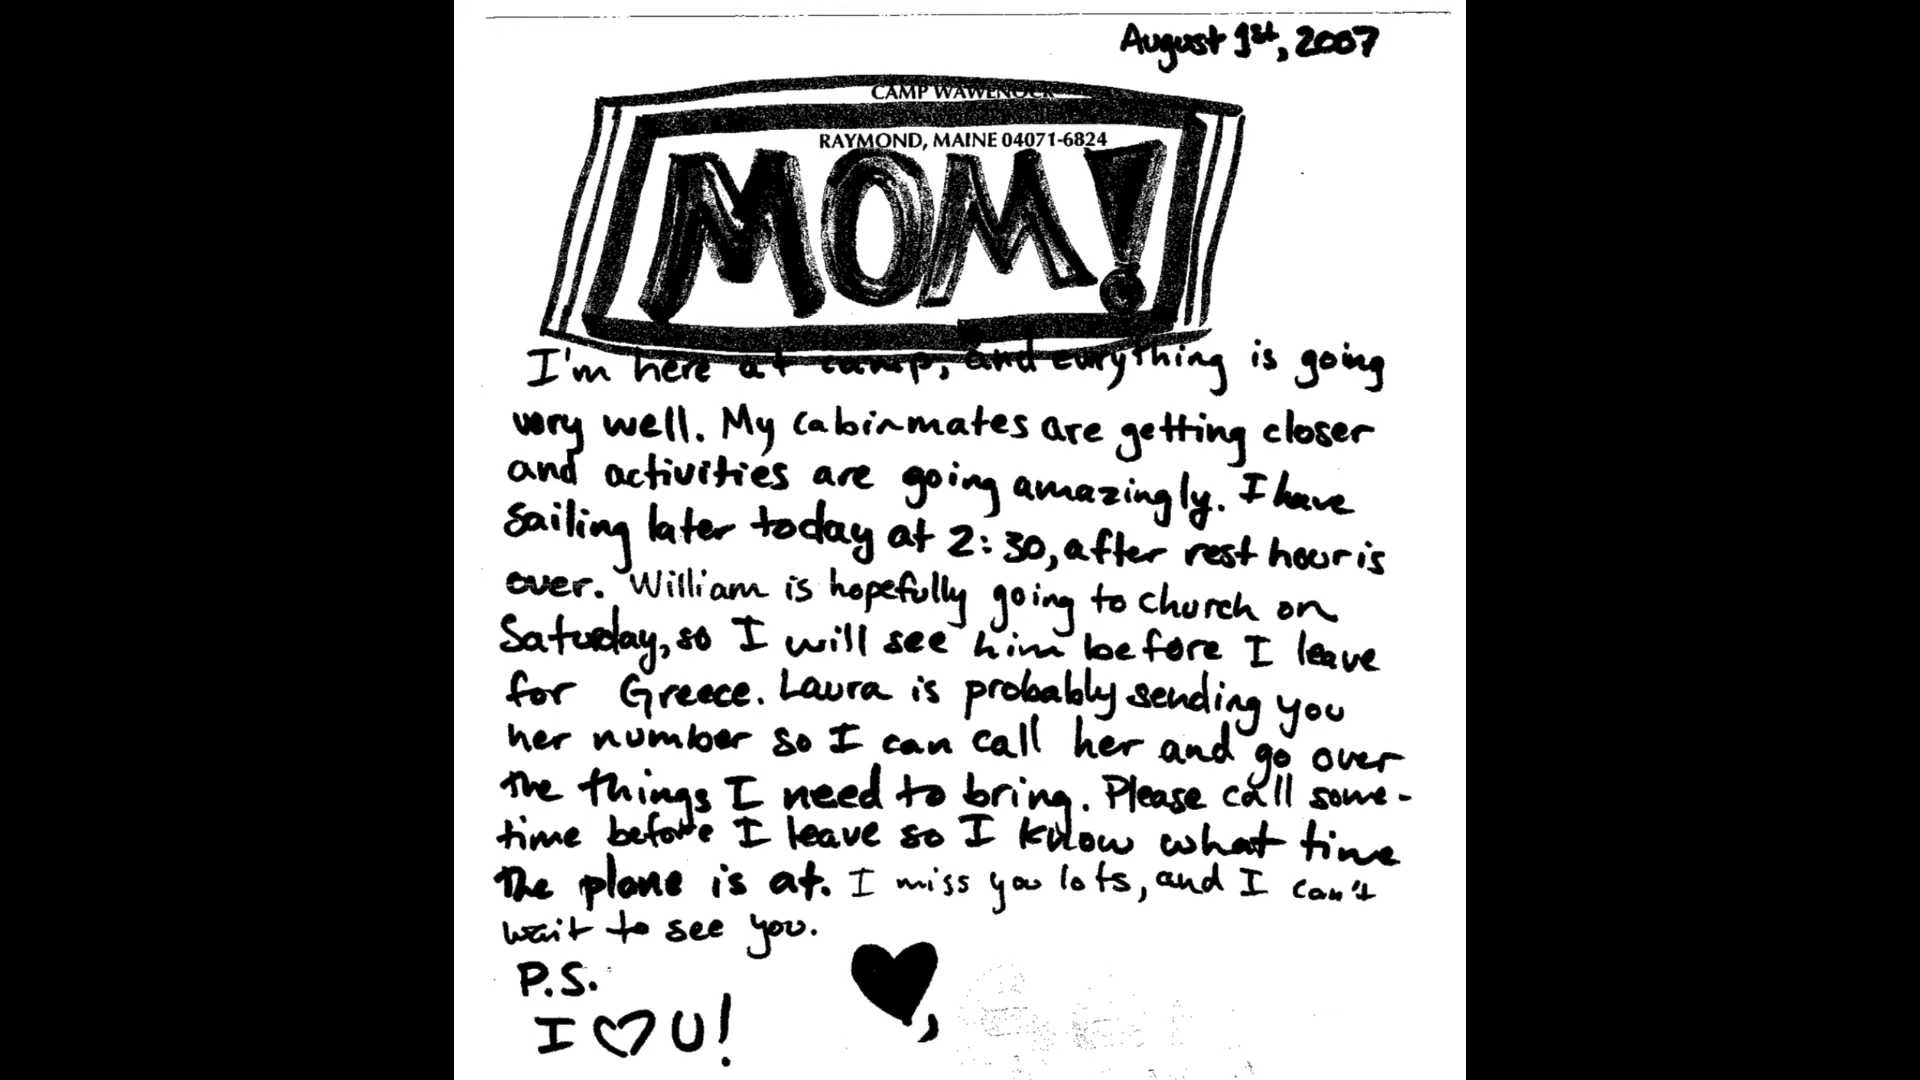 August 1st, 2007
CAMP WAWENOCK
RAYMOND, MAINE 04071-6824
MOM!
I'm here at camp, and eurything is going
very well. My cabinmates are getting closer
and activities are going amazingly. I have
sailing later today at 2:30, after rest hour is
over. William is hopefully going to church on
Saturday, so I will see him before I leave
for Greece. Laura is probably sending you
her number so I can call her and go over
the things I need to bring. Please call some-
time before I leave so I know what time
the plane is at. I miss you lots, and I can't
wait to see you.
P.S.
I ♡ U!
♥,